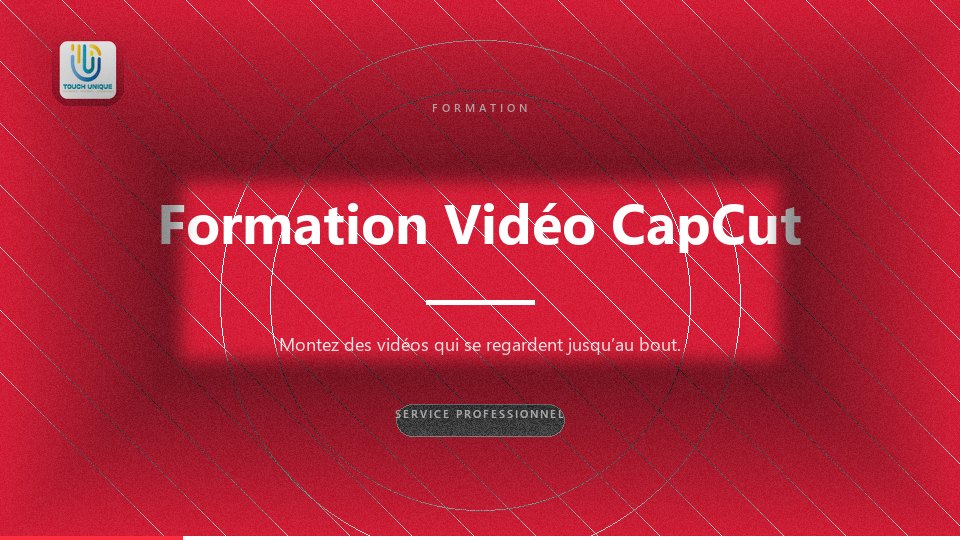 TOUCH UNIQUE
FORMATION
Formation Vidéo CapCut
Montez des vidéos qui se regardent jusqu’au bout.
SERVICE PROFESSIONNEL